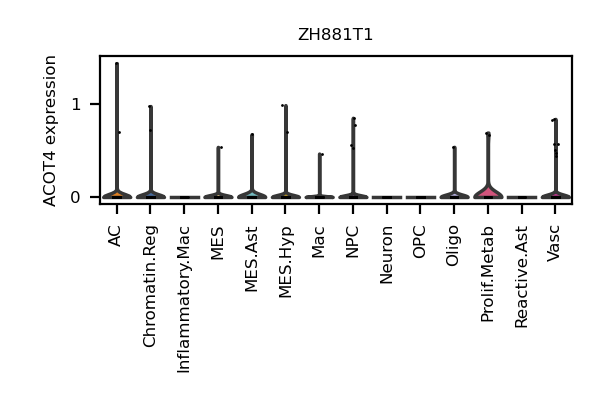 ZH881T1
ACOT4 expression
1
0
AC
Chromatin.Reg
Inflammatory.Mac
MES
MES.Ast
MES.Hyp
Mac
NPC
Neuron
OPC
Oligo
Prolif.Metab
Reactive.Ast
Vasc